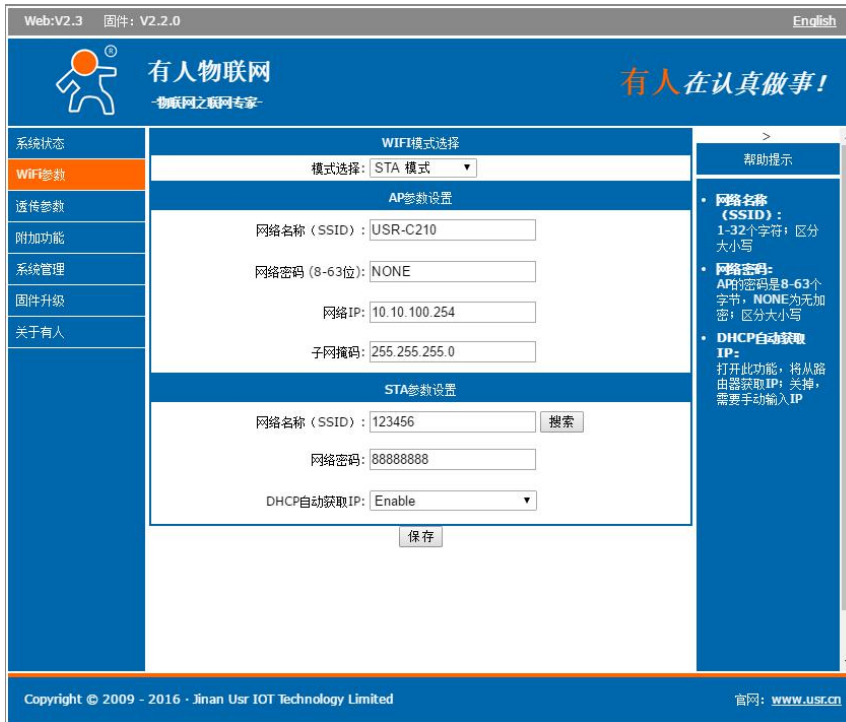 Web:V2.3 固件: V2.2.0 English
®
有人物联网
-物联网之联网专家-
有人在认真做事!
系统状态
WiFi参数
透传参数
附加功能
系统管理
固件升级
关于有人
WIFI模式选择
模式选择: STA 模式
AP参数设置
网络名称 (SSID) : USR-C210
网络密码 (8-63位): NONE
网络IP: 10.10.100.254
子网掩码: 255.255.255.0
STA参数设置
网络名称 (SSID) : 123456 搜索
网络密码: 88888888
DHCP自动获取IP: Enable
保存
>
帮助提示
• 网络名称
(SSID) :
1-32个字符; 区分
大小写
• 网络密码:
AP的密码是8-63个
字节, NONE为无加
密; 区分大小写
• DHCP自动获取
IP:
打开此功能, 将从路
由器获取IP; 关掉,
需要手动输入IP
Copyright © 2009 - 2016 · Jinan Usr IOT Technology Limited 官网: www.usr.cn